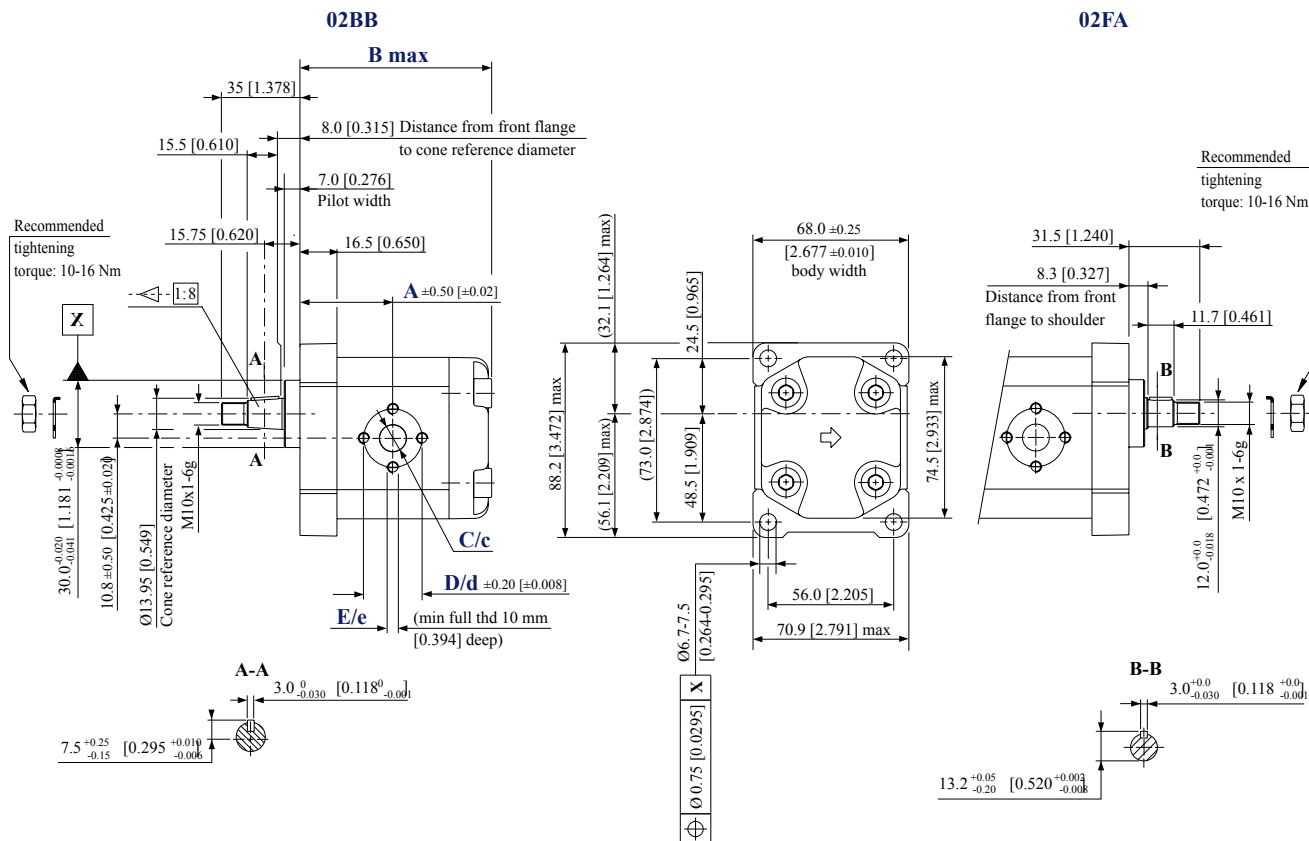 02BB
02FA
B max
35 [1.378]
8.0 [0.315] Distance from front flange
to cone reference diameter
15.5 [0.610]
7.0 [0.276]
Pilot width
15.75 [0.620]
16.5 [0.650]
Recommended
tightening
torque: 10-16 Nm
1:8
X
A ±0.50 [±0.02]
A
A
30.0 -0.020 -0.041 [1.181 -0.0008 -0.0016
10.8 ±0.50 [0.425 ±0.020]
Ø13.95 [0.549]
Cone reference diameter
M10x1-6g
C/c
D/d ±0.20 [±0.008]
E/e
(min full thd 10 mm
[0.394] deep)
68.0 ±0.25
[2.677 ±0.010]
body width
(32.1 [1.264] max)
24.5 [0.965]
88.2 [3.472] max
(56.1 [2.209] max)
(73.0 [2.874])
48.5 [1.909]
74.5 [2.933] max
Ø6.7-7.5
[0.264-0.295]
56.0 [2.205]
70.9 [2.791] max
Ø 0.75 [0.0295] X
Recommended
tightening
torque: 10-16 Nm
31.5 [1.240]
8.3 [0.327]
Distance from front
flange to shoulder
11.7 [0.461]
B
B
12.0 +0.0 -0.018 [0.472 +0.0 -0.001
M10 x 1-6g
A-A
3.0 0 -0.030 [0.118 0 -0.001
7.5 +0.25 -0.15 [0.295 +0.010 -0.006
B-B
3.0 +0.0 -0.030 [0.118 +0.0 -0.001
13.2 +0.05 -0.20 [0.520 +0.002 -0.008